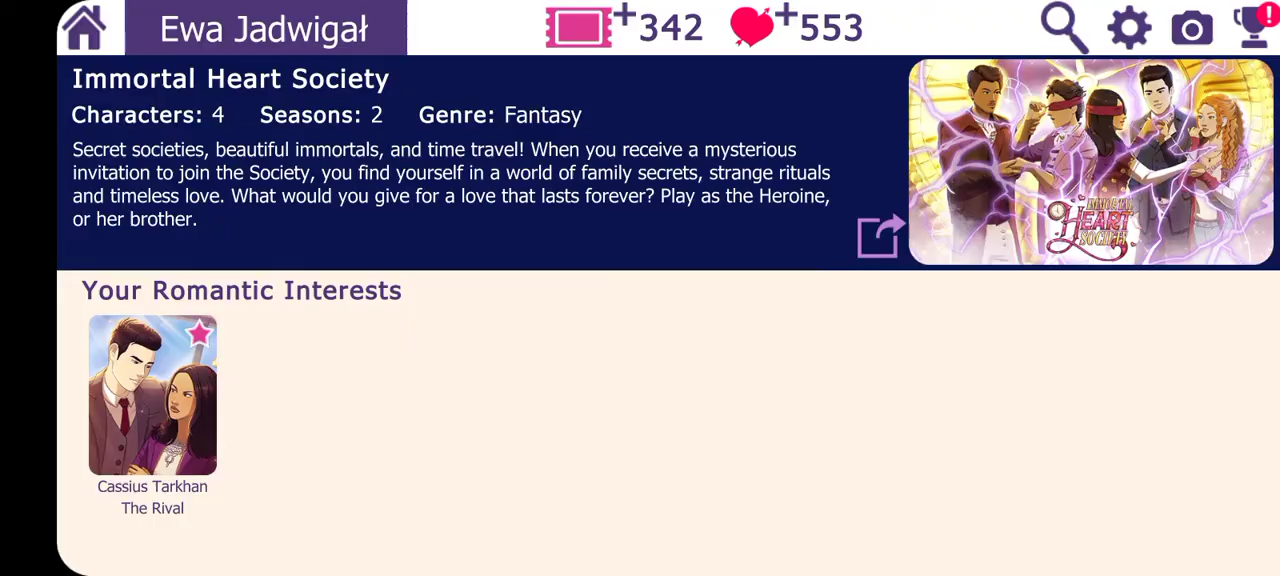 Ewa Jadwigał
+342
+553
!
Immortal Heart Society
Characters: 4 Seasons: 2 Genre: Fantasy
Secret societies, beautiful immortals, and time travel! When you receive a mysterious
invitation to join the Society, you find yourself in a world of family secrets, strange rituals
and timeless love. What would you give for a love that lasts forever? Play as the Heroine,
or her brother.
IMMORTAL
HEART
SOCIETY
Your Romantic Interests
Cassius Tarkhan
The Rival